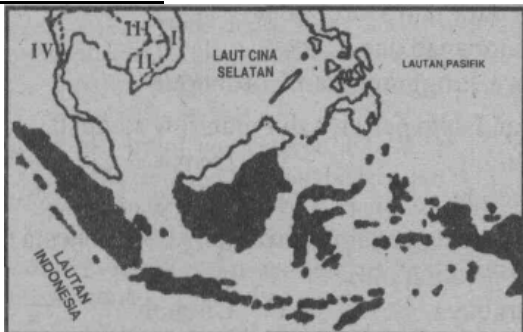 III
I
IV
II
LAUT CINA
SELATAN
LAUTAN PASIFIK
LAUTAN
INDONESIA